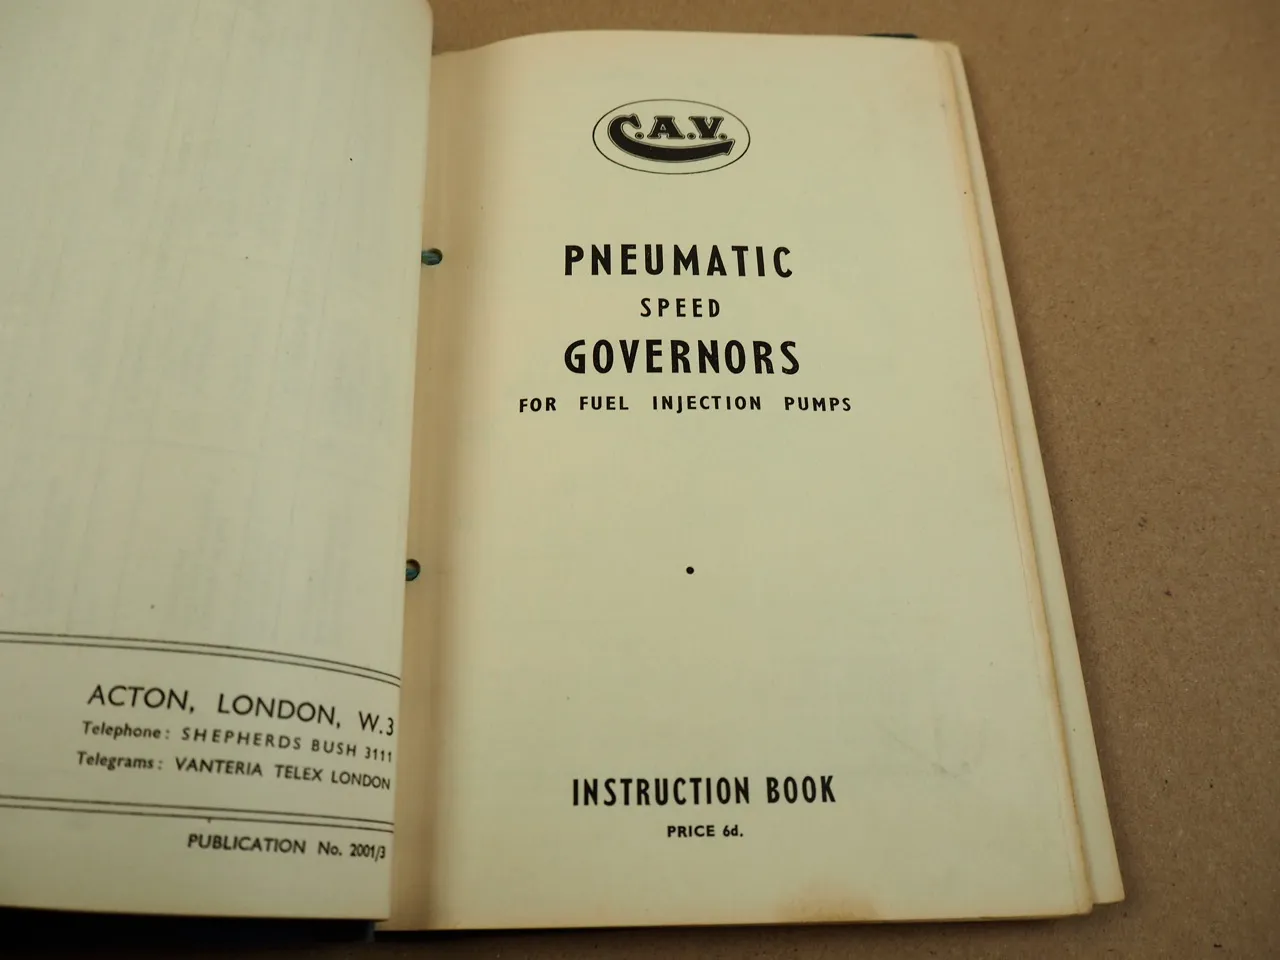 ACTON, LONDON, W.3
Telephone: SHEPHERDS BUSH 3111
Telegrams: VANTERIA TELEX LONDON
PUBLICATION No. 2001/3
C.A.V.
PNEUMATIC
SPEED
GOVERNORS
FOR FUEL INJECTION PUMPS
INSTRUCTION BOOK
PRICE 6d.